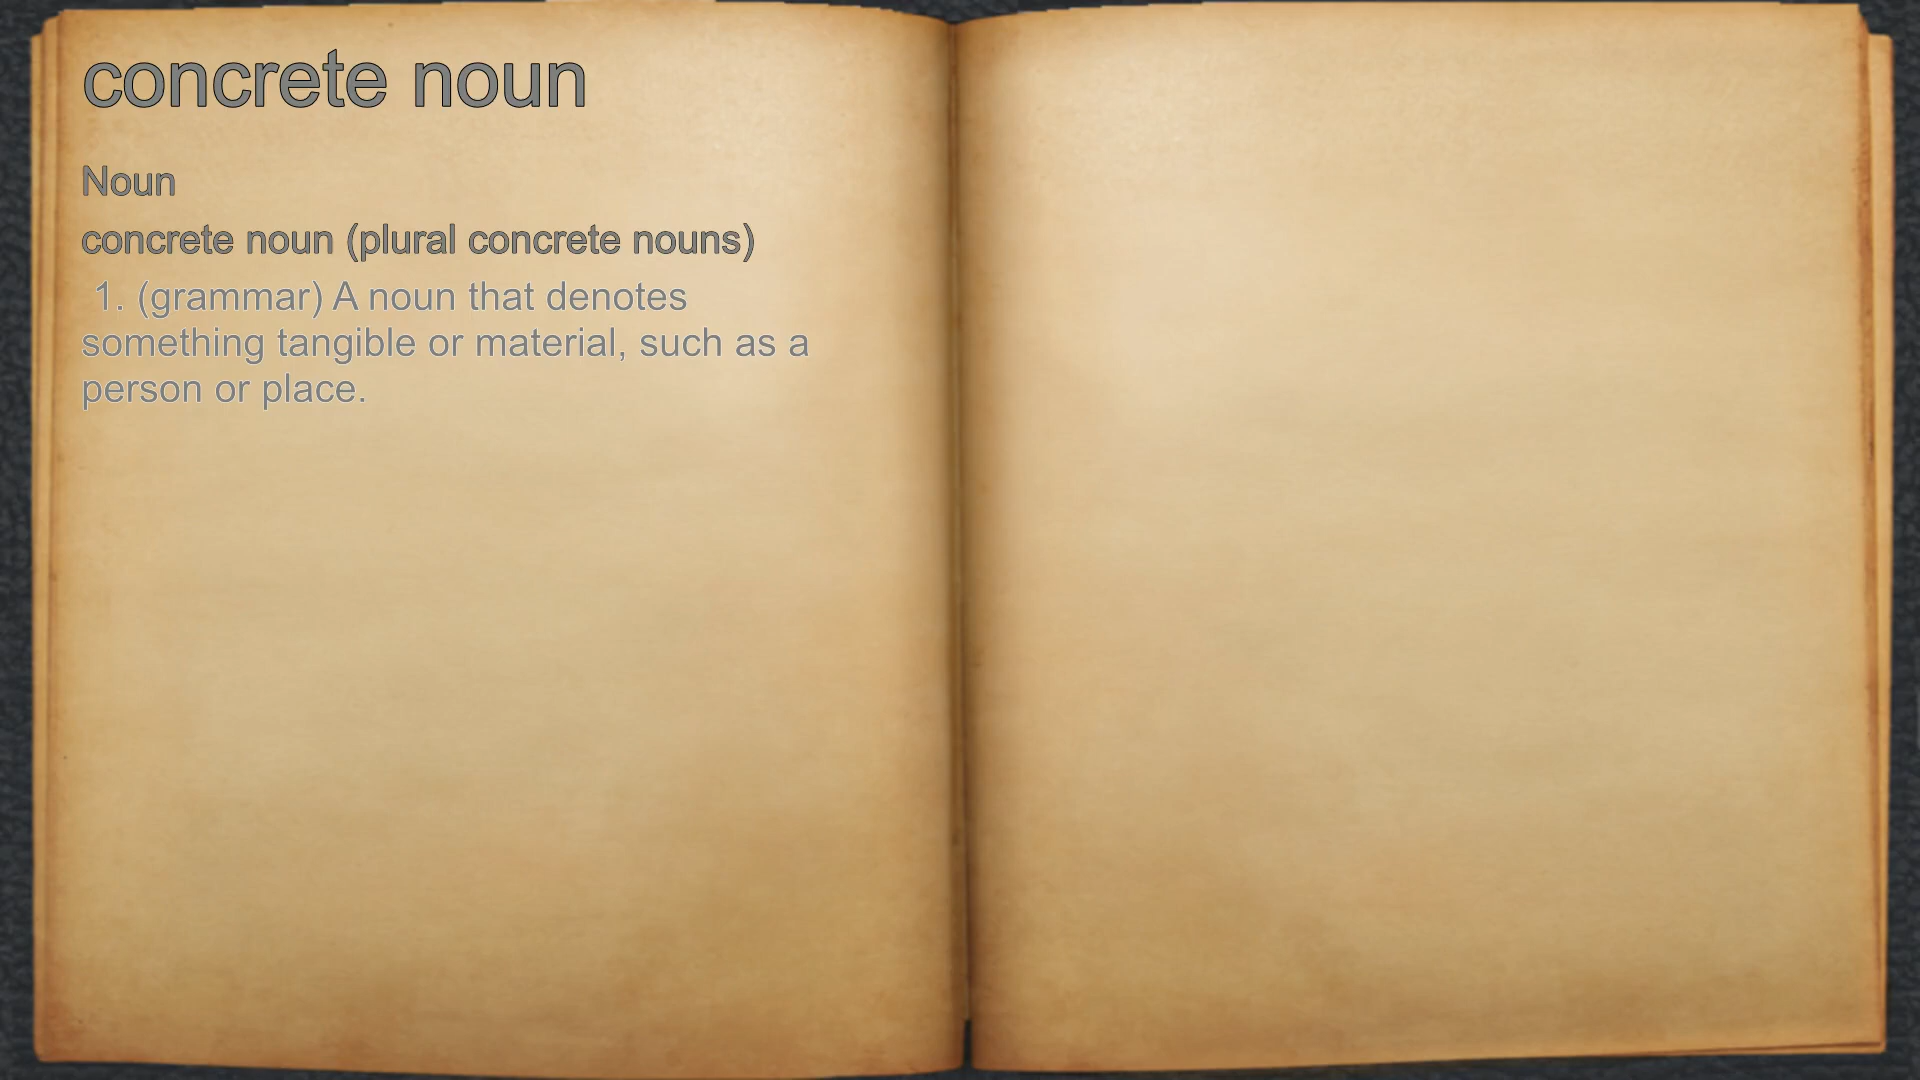 concrete noun
Noun
concrete noun (plural concrete nouns)
1. (grammar) A noun that denotes
something tangible or material, such as a
person or place.